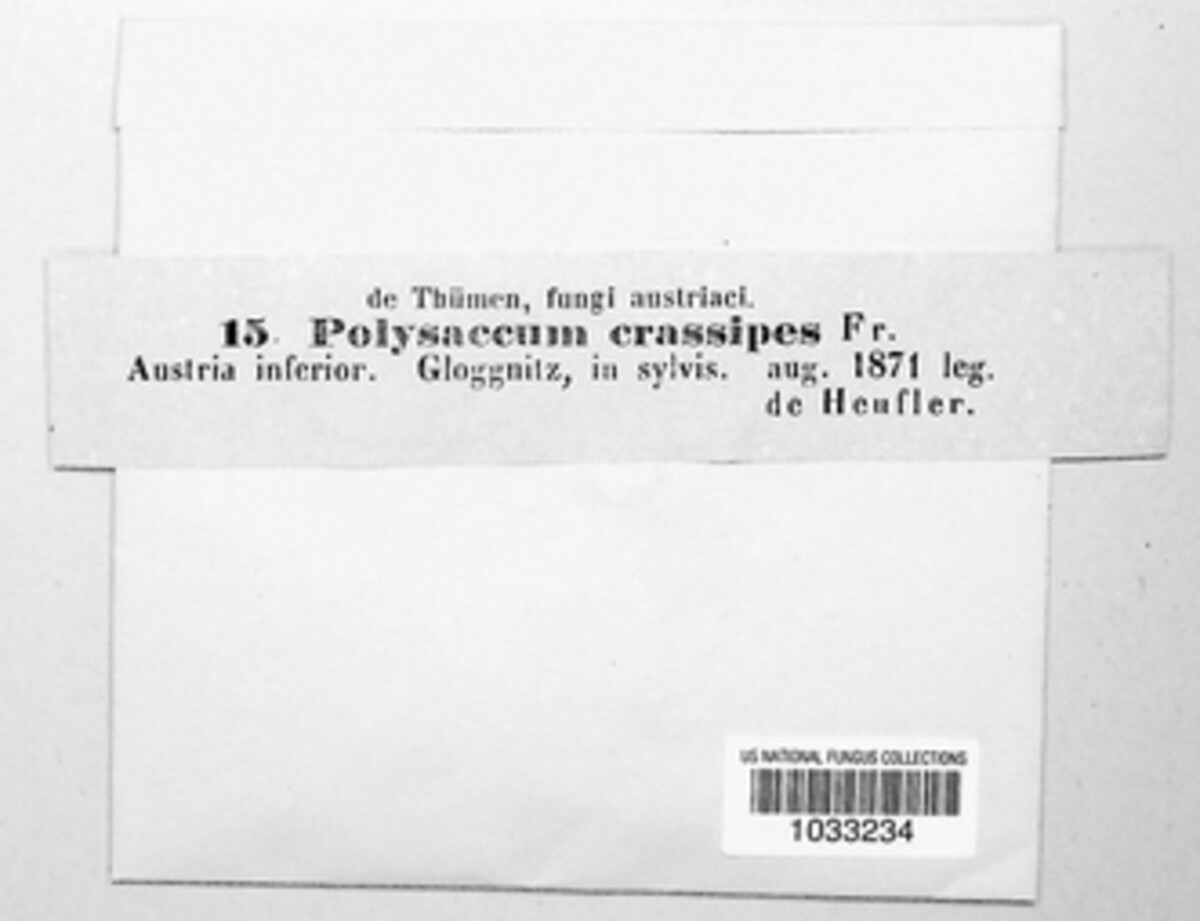 de Thümen, fungi austriaci.
15. Polysaccum crassipes Fr.
Austria inferior. Gloggnitz, in sylvis. aug. 1871 leg.
de Heufler.
US NATIONAL FUNGUS COLLECTIONS
1033234